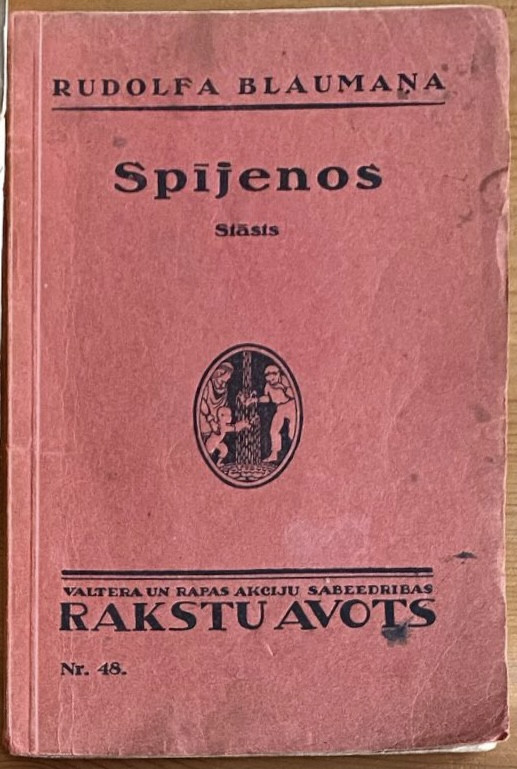 RUDOLFA BLAUMAŅA
Spījenos
Stāsts
VALTERA UN RAPAS AKCIJU SABEEDRIBAS
RAKSTU AVOTS
Nr. 48.